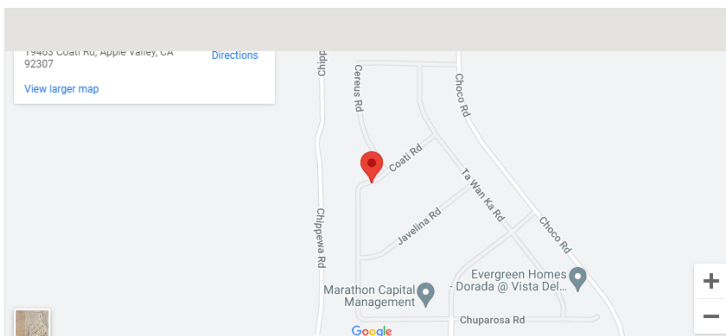 19463 Coati Rd, Apple Valley, CA
92307
Directions
View larger map
Chipp
Cereus Rd
Choco Rd
Coati Rd
Ta Wan Ka Rd
Javelina Rd
Choco Rd
Chippewa Rd
Evergreen Homes
- Dorada @ Vista Del...
Marathon Capital
Management
Chuparosa Rd
Google
+
−